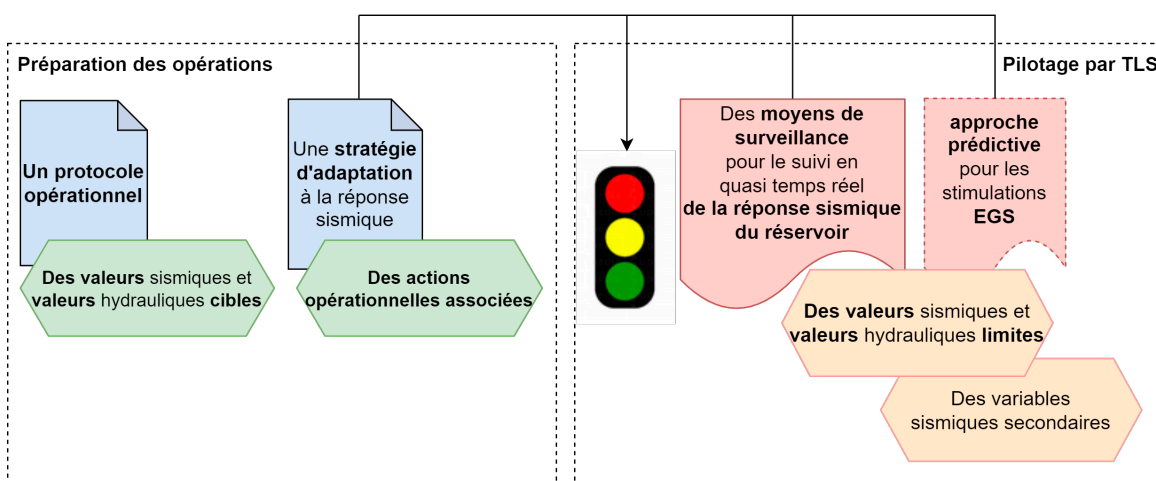 Préparation des opérations
Un protocole
opérationnel
Des valeurs sismiques et
valeurs hydrauliques cibles
Une stratégie
d'adaptation
à la réponse
sismique
Des actions
opérationnelles associées
Pilotage par TLS
Des moyens de
surveillance
pour le suivi en
quasi temps réel
de la réponse sismique
du réservoir
approche
prédictive
pour les
stimulations
EGS
Des valeurs sismiques et
valeurs hydrauliques limites
Des variables
sismiques secondaires